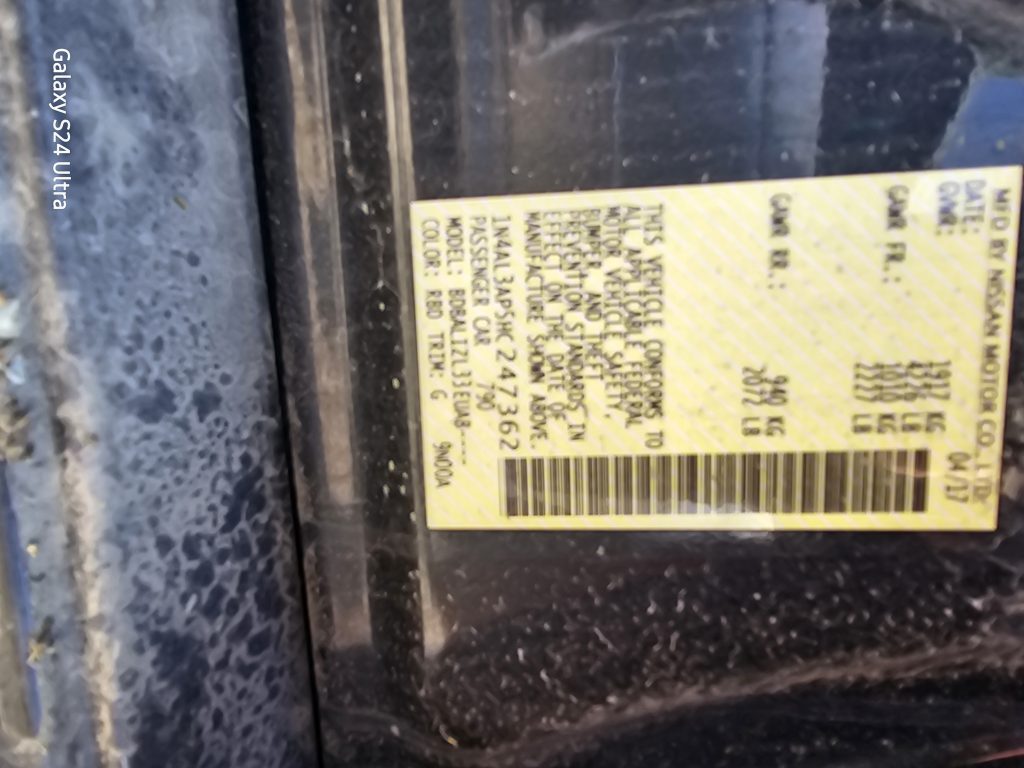 MFD BY NISSAN MOTOR CO., LTD.
DATE: 04/17
GVWR: 1917 KG
4226 LB
GAWR FR.: 1010 KG
2227 LB
GAWR RR.: 940 KG
2072 LB
THIS VEHICLE CONFORMS TO
ALL APPLICABLE FEDERAL
MOTOR VEHICLE SAFETY,
BUMPER AND THEFT
PREVENTION STANDARDS IN
EFFECT ON THE DATE OF
MANUFACTURE SHOWN ABOVE.
1N4AL3AP5HC247362
PASSENGER CAR 790
COLOR: RBD TRIM: G 9N00A
Galaxy S24 Ultra